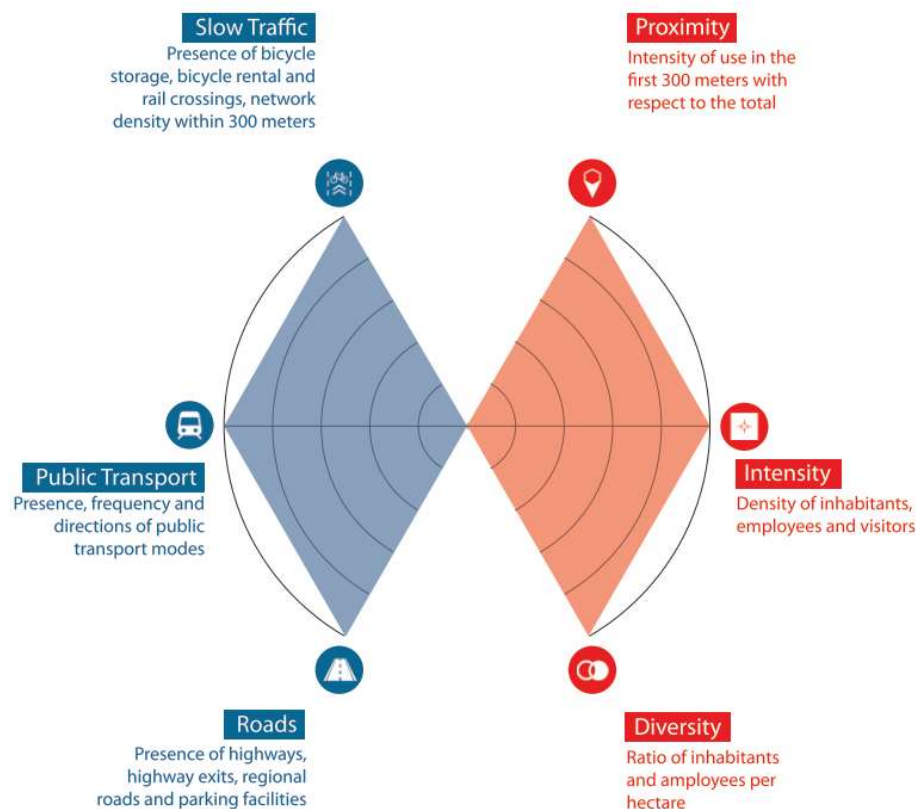 Slow Traffic
Presence of bicycle
storage, bicycle rental and
rail crossings, network
density within 300 meters
Proximity
Intensity of use in the
first 300 meters with
respect to the total
Public Transport
Presence, frequency and
directions of public
transport modes
Intensity
Density of inhabitants,
employees and visitors
Roads
Presence of highways,
highway exits, regional
roads and parking facilities
Diversity
Ratio of inhabitants
and amployees per
hectare